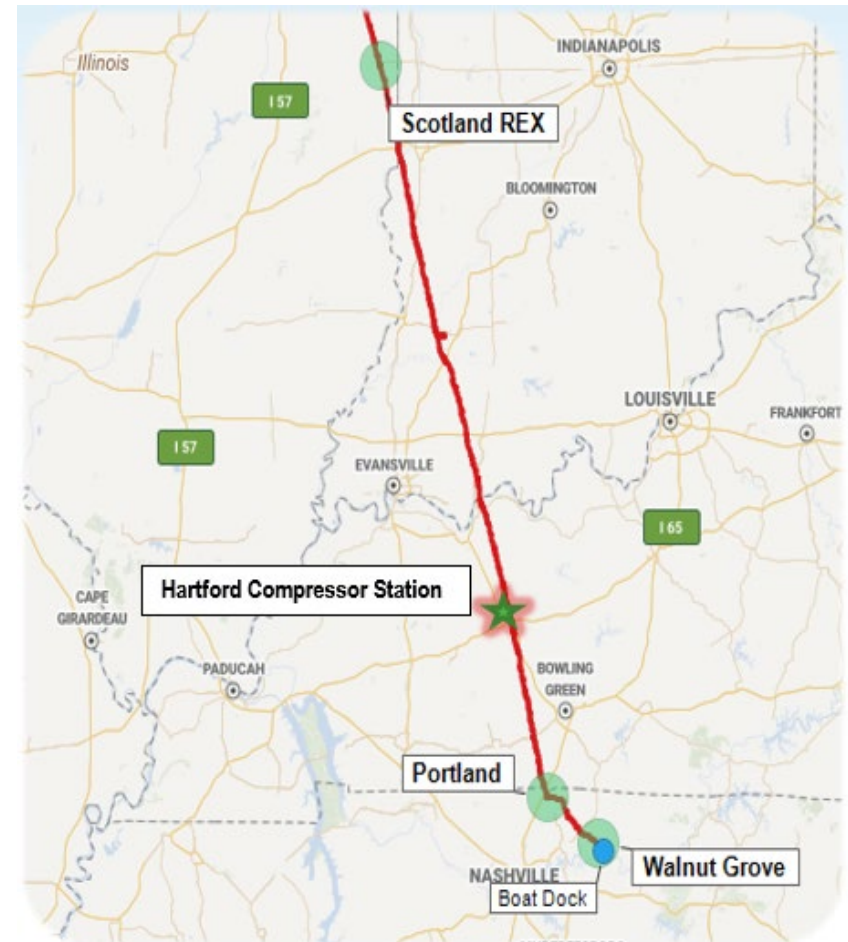 INDIANAPOLIS
Illinois
I 57
Scotland REX
BLOOMINGTON
LOUISVILLE
FRANKFORT
I 57
EVANSVILLE
I 65
Hartford Compressor Station
CAPE
GIRARDEAU
PADUCAH
BOWLING
GREEN
Portland
Walnut Grove
NASHVILLE
Boat Dock